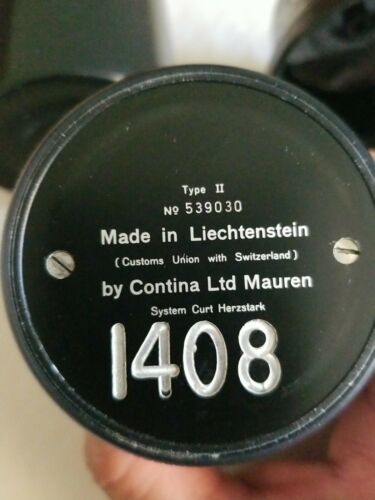 Type II
No 539030
Made in Liechtenstein
(Customs Union with Switzerland)
by Contina Ltd Mauren
System Curt Herzstark
1408